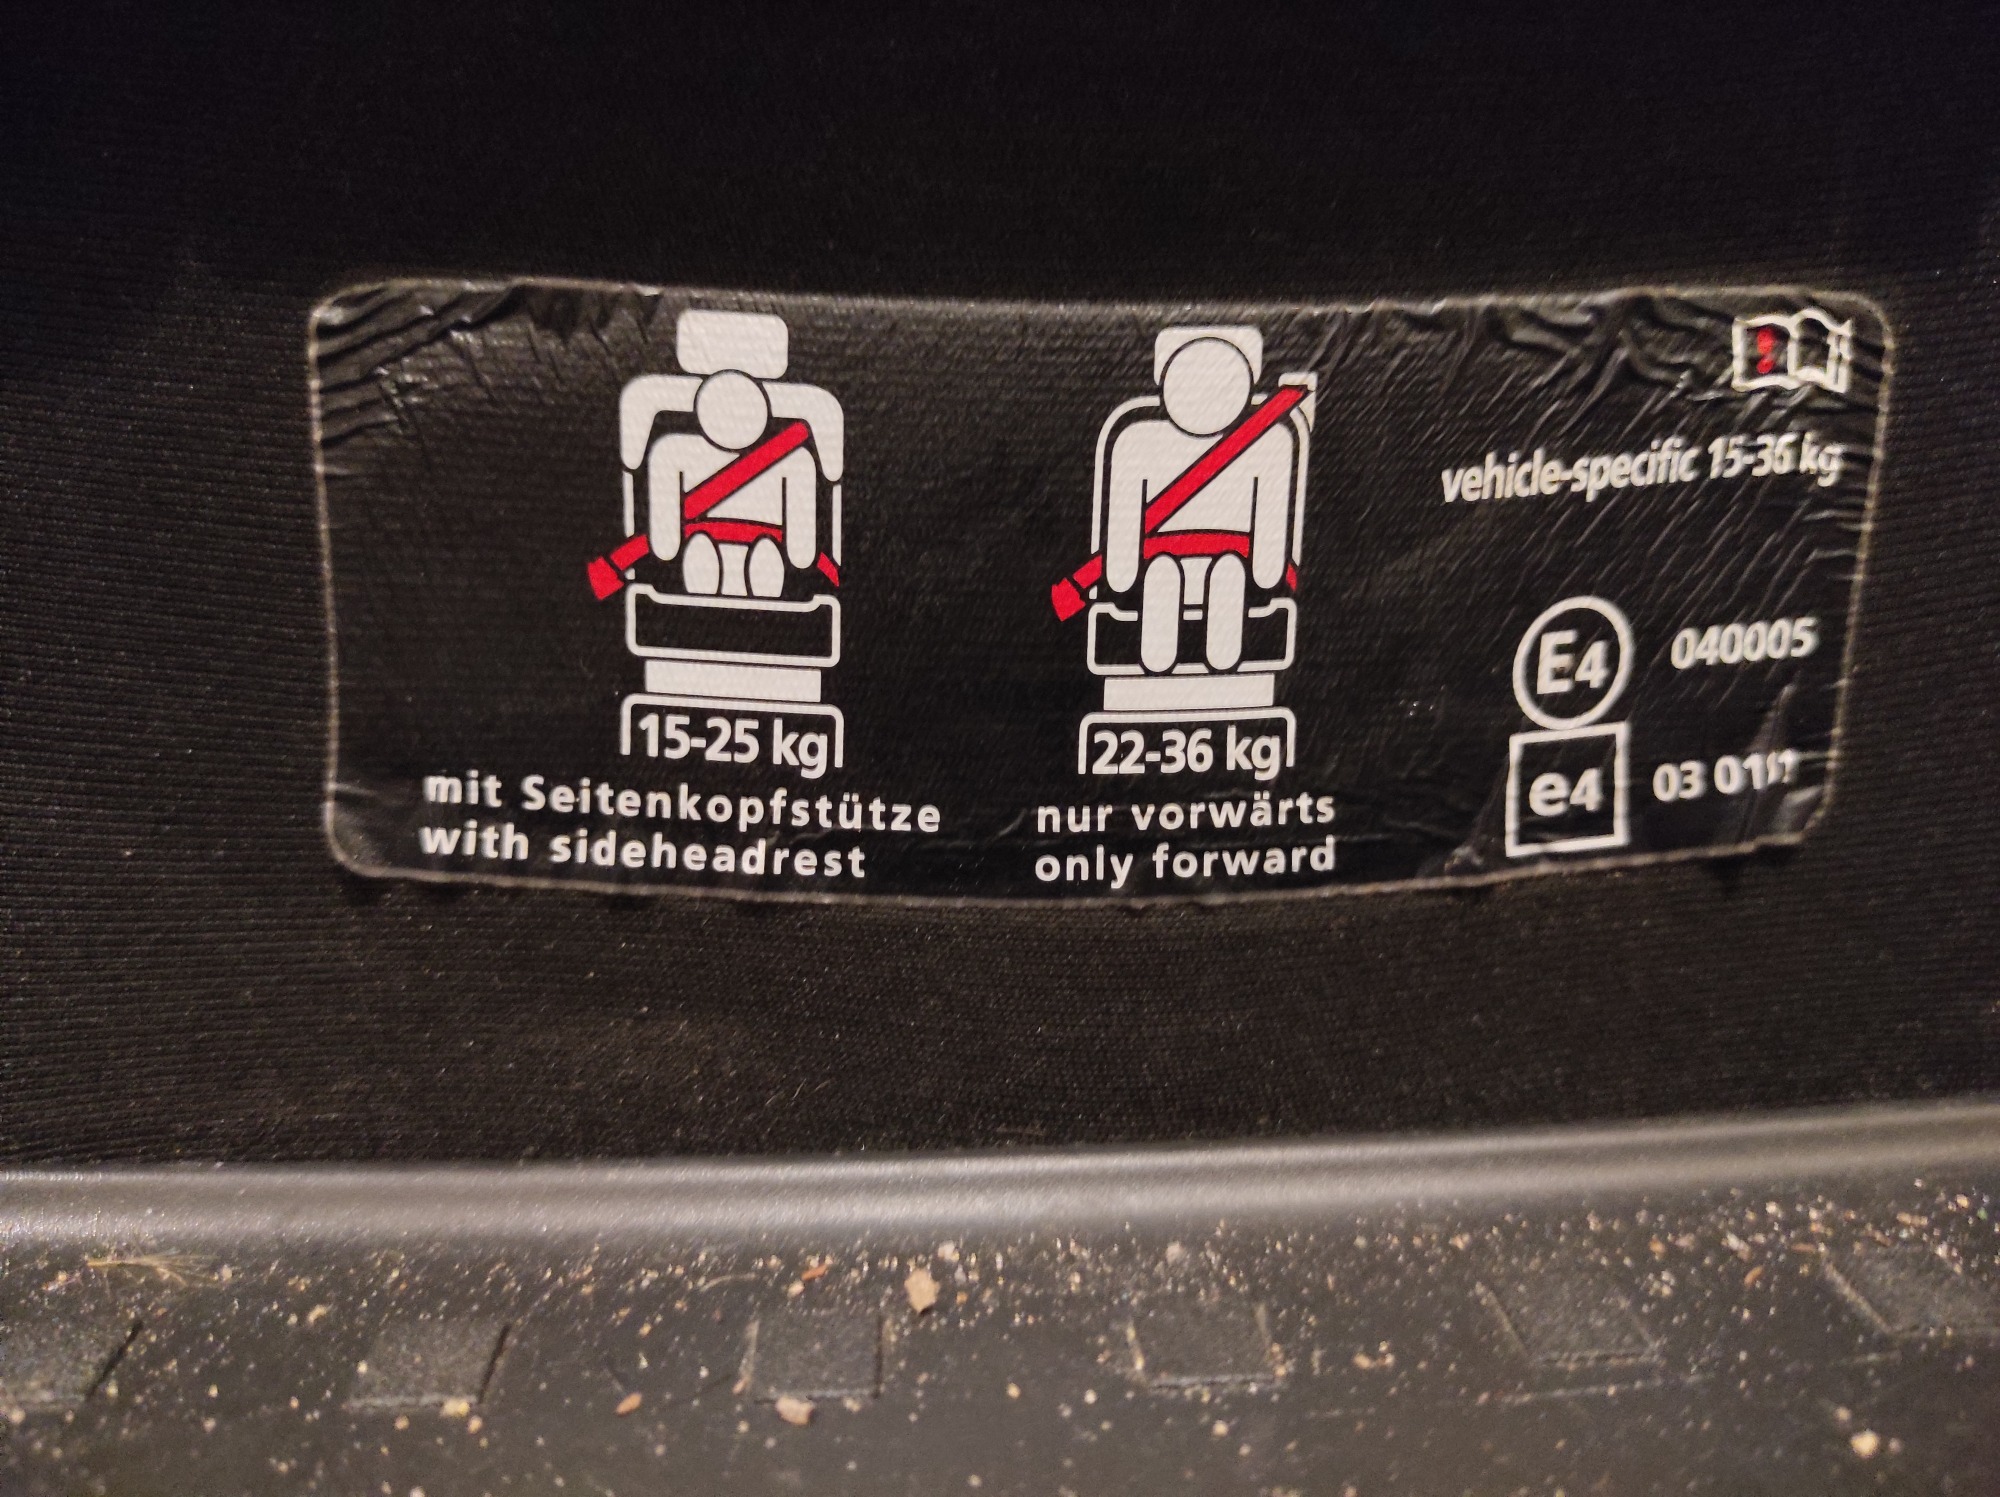 15-25 kg
mit Seitenkopfstütze
with sideheadrest
22-36 kg
nur vorwärts
only forward
vehicle-specific 15-36 kg
E4 040005
e4 03